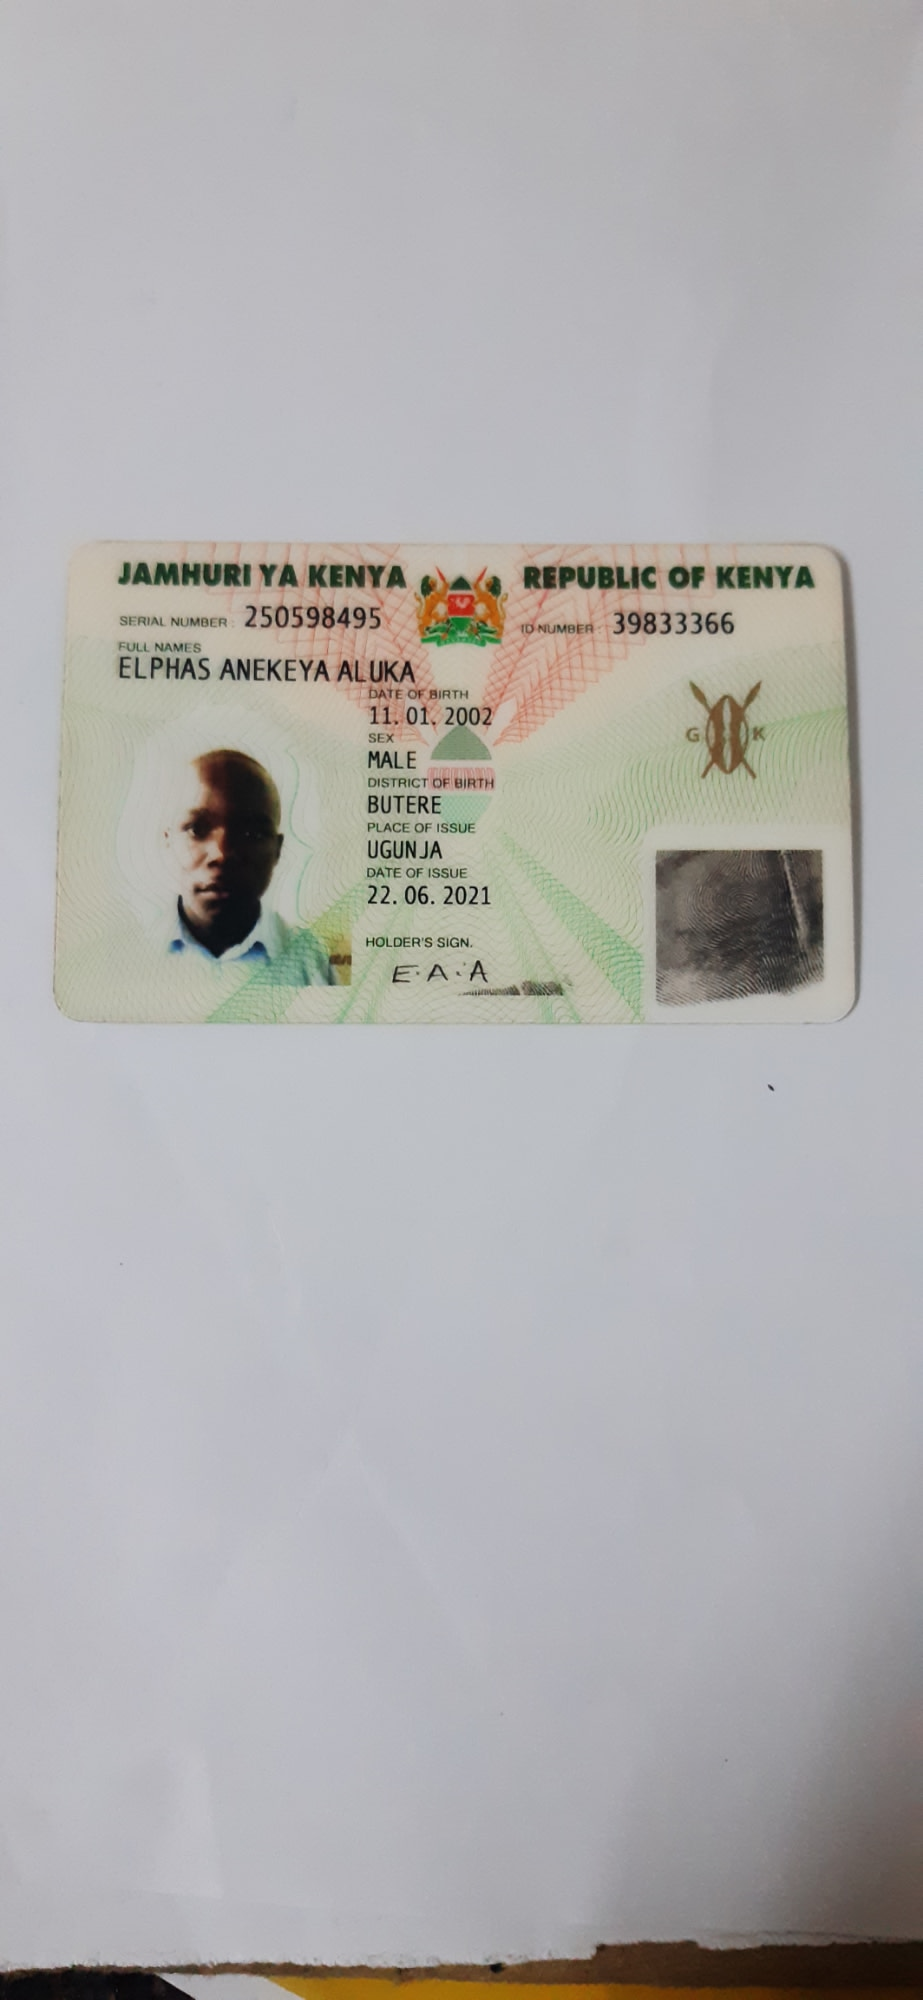 JAMHURI YA KENYA REPUBLIC OF KENYA
SERIAL NUMBER: 250598495 ID NUMBER: 39833366
FULL NAMES
ELPHAS ANEKEYA ALUKA
DATE OF BIRTH
11.01.2002
SEX
MALE
G K
DISTRICT OF BIRTH
BUTERE
PLACE OF ISSUE
UGUNJA
DATE OF ISSUE
22.06.2021
HOLDER'S SIGN.
E.A.A